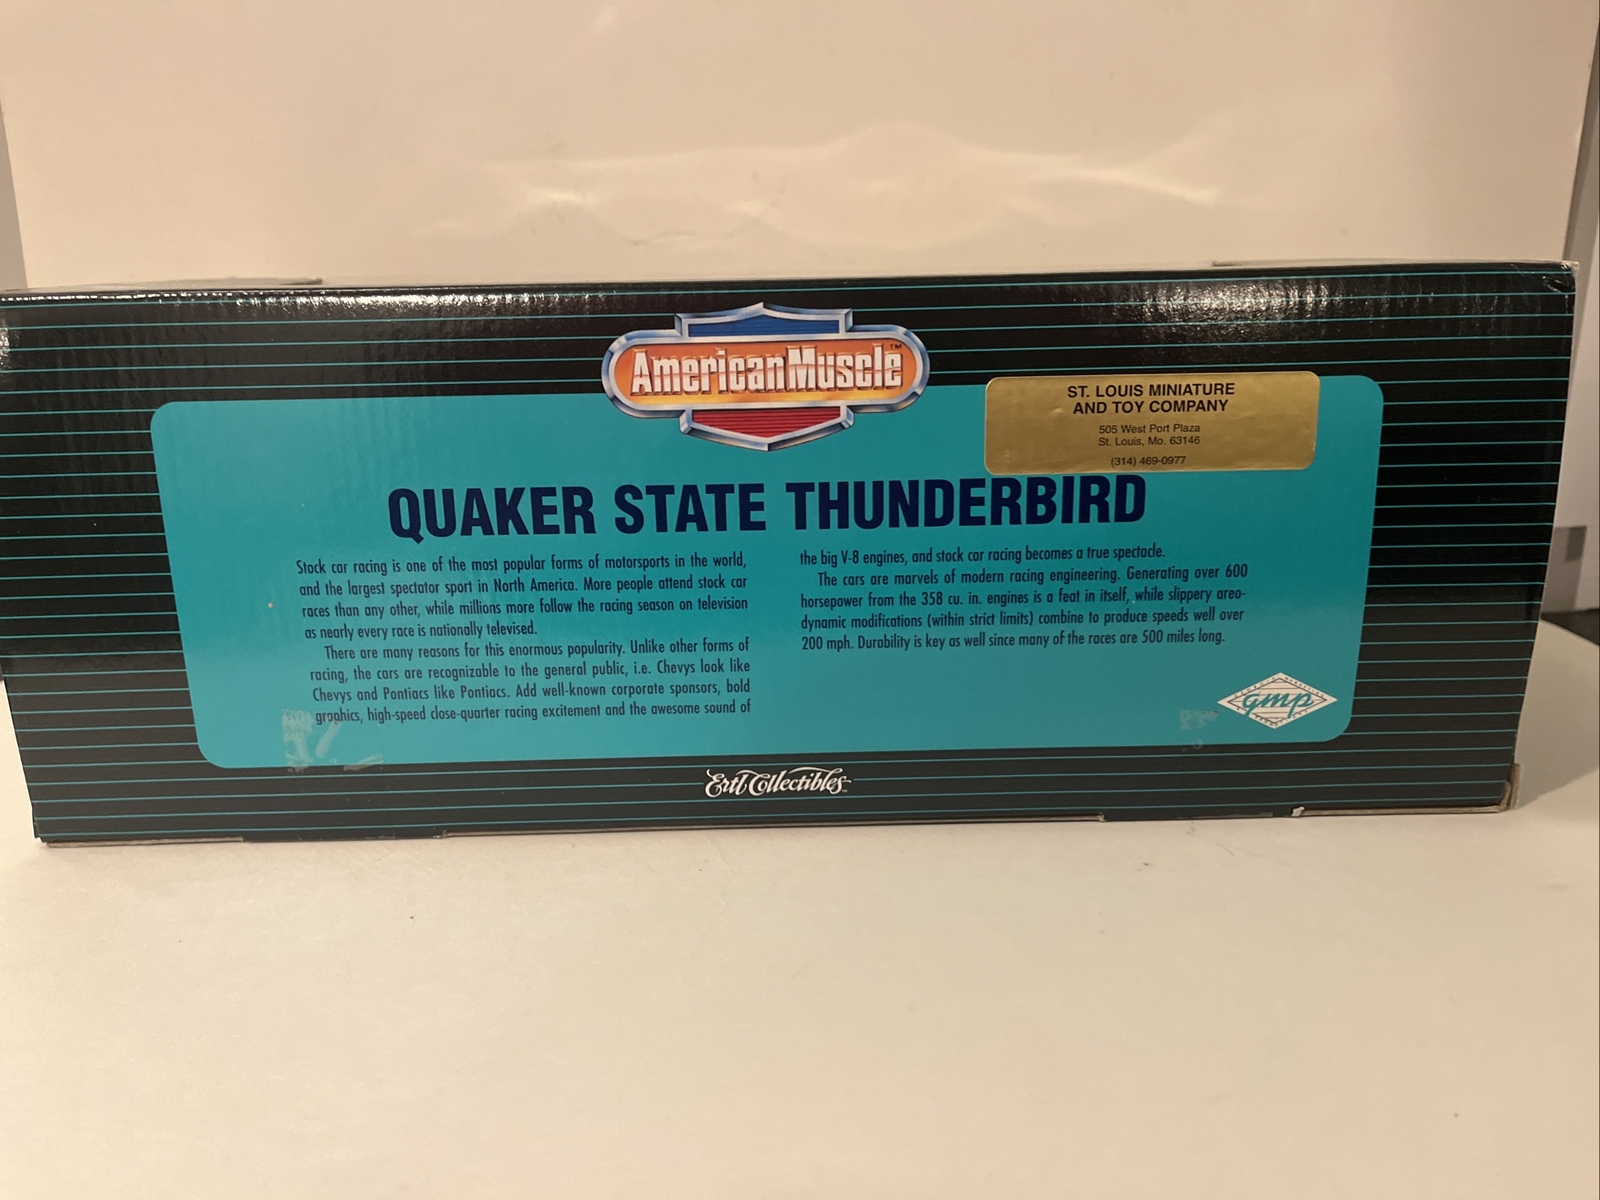 AmericanMuscle™
ST. LOUIS MINIATURE
AND TOY COMPANY
505 West Port Plaza
St. Louis, Mo. 63146
(314) 469-0977
QUAKER STATE THUNDERBIRD
Stock car racing is one of the most popular forms of motorsports in the world,
and the largest spectator sport in North America. More people attend stock car
races than any other, while millions more follow the racing season on television
as nearly every race is nationally televised.
There are many reasons for this enormous popularity. Unlike other forms of
racing, the cars are recognizable to the general public, i.e. Chevys look like
Chevys and Pontiacs like Pontiacs. Add well-known corporate sponsors, bold
graphics, high-speed close-quarter racing excitement and the awesome sound of
the big V-8 engines, and stock car racing becomes a true spectacle.
The cars are marvels of modern racing engineering. Generating over 600
horsepower from the 358 cu. in. engines is a feat in itself, while slippery areo-
dynamic modifications (within strict limits) combine to produce speeds well over
200 mph. Durability is key as well since many of the races are 500 miles long.
gmp
Ertl Collectibles™